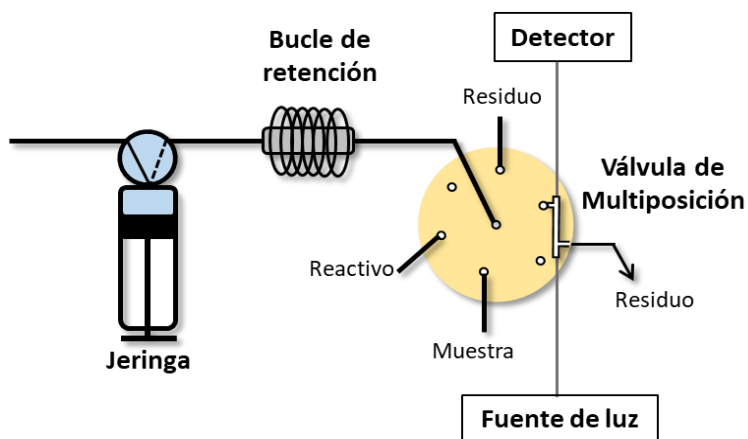 Detector
Bucle de
retención
Residuo
Válvula de
Multiposición
Reactivo
Residuo
Muestra
Jeringa
Fuente de luz